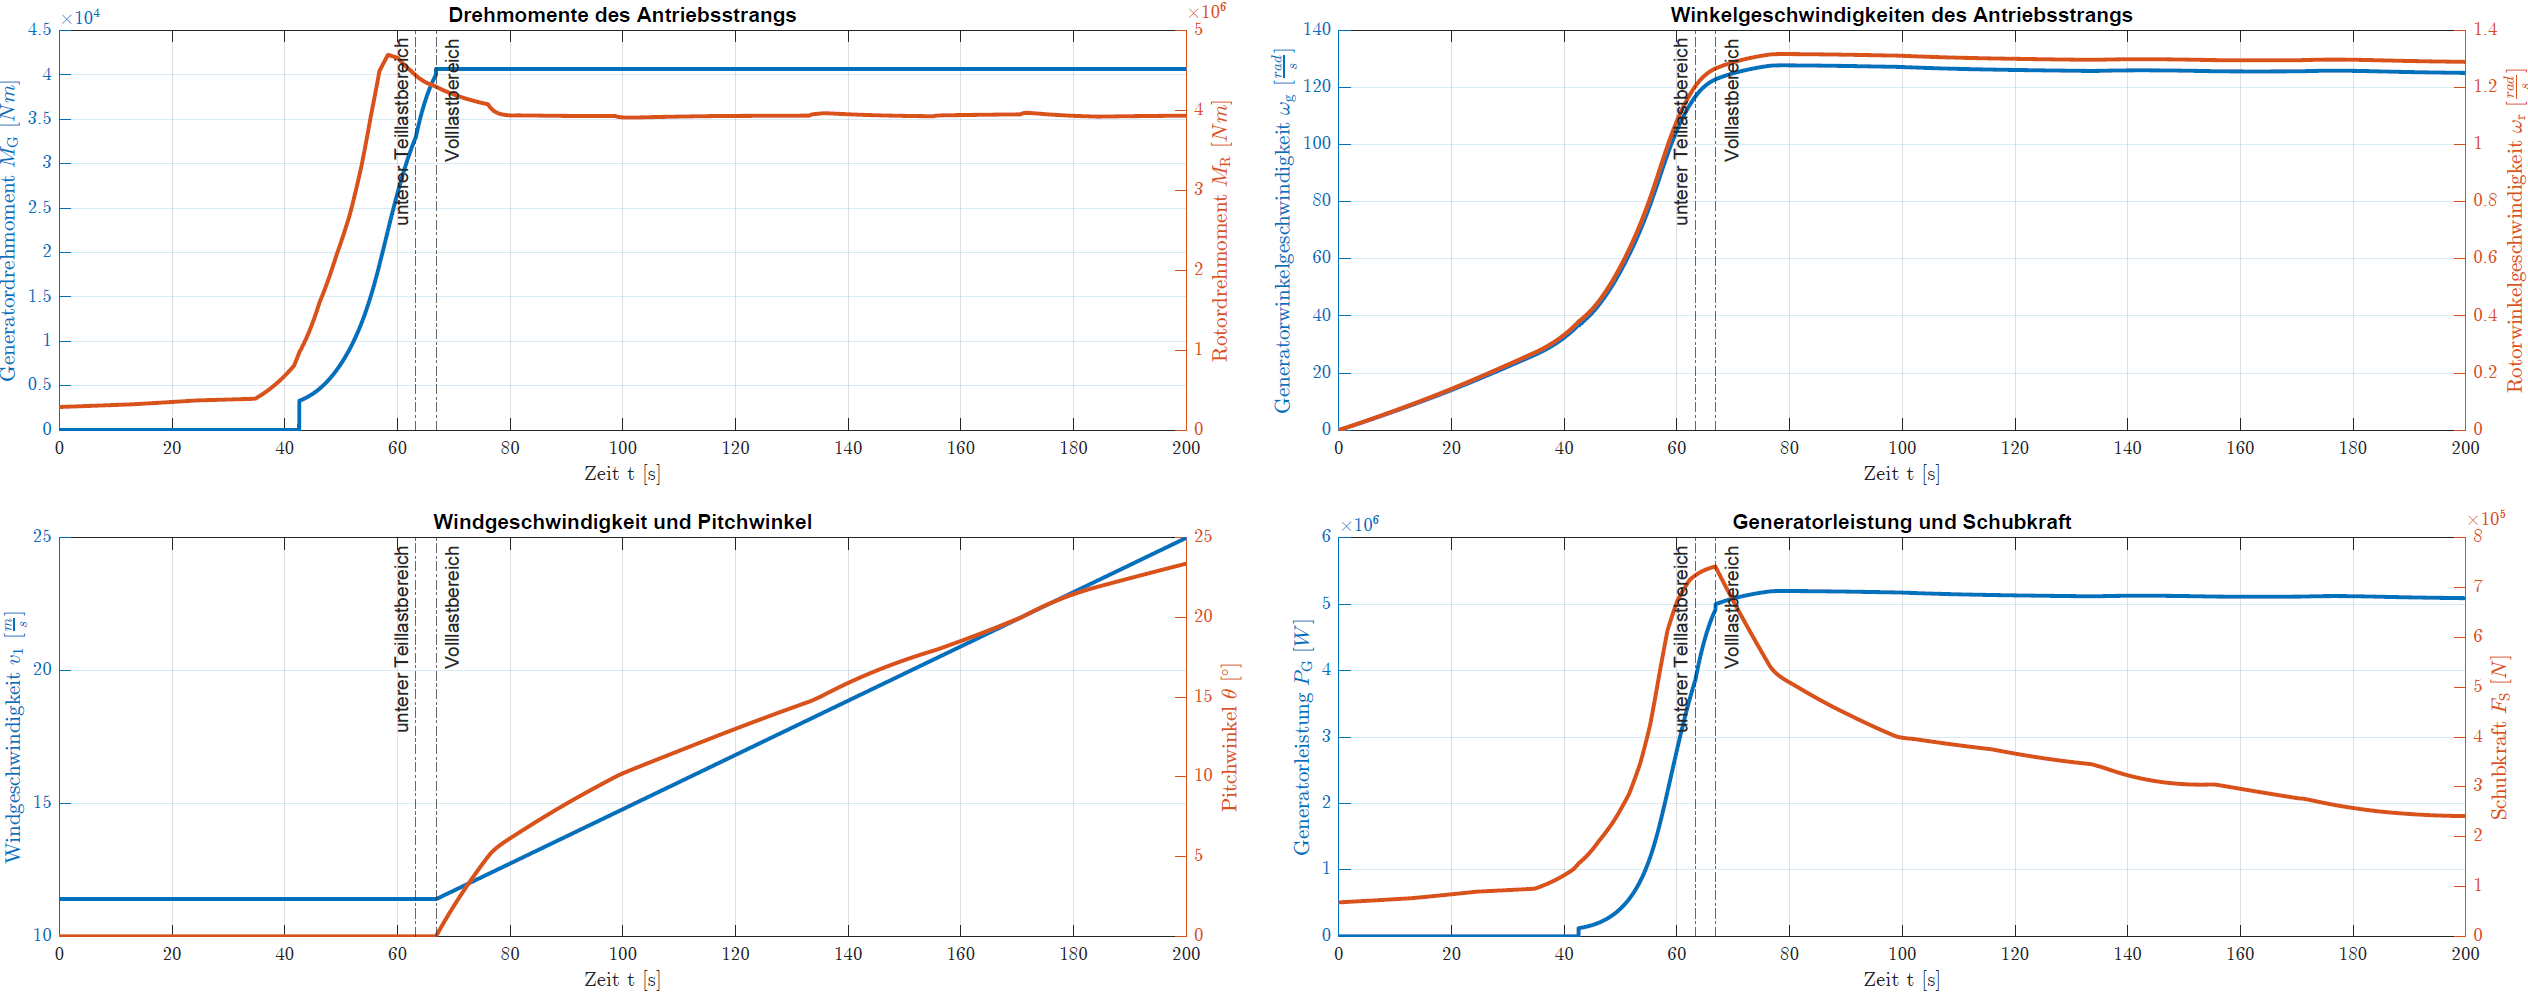 Drehmomente des Antriebsstrangs
×10⁴
×10⁶
4.5
4
3.5
3
2.5
2
1.5
1
0.5
0
5
4
3
2
1
0
Generatordrehmoment M_G [Nm]
Rotordrehmoment M_R [Nm]
unterer Teillastbereich
Volllastbereich
0 20 40 60 80 100 120 140 160 180 200
Zeit t [s]
Winkelgeschwindigkeiten des Antriebsstrangs
140
120
100
80
60
40
20
0
1.4
1.2
1
0.8
0.6
0.4
0.2
0
Generatorwinkelgeschwindigkeit ω_g [rad/s]
Rotorwinkelgeschwindigkeit ω_r [rad/s]
unterer Teillastbereich
Volllastbereich
0 20 40 60 80 100 120 140 160 180 200
Zeit t [s]
Windgeschwindigkeit und Pitchwinkel
25
20
15
10
25
20
15
10
5
0
Windgeschwindigkeit v_1 [m/s]
Pitchwinkel θ [°]
unterer Teillastbereich
Volllastbereich
0 20 40 60 80 100 120 140 160 180 200
Zeit t [s]
Generatorleistung und Schubkraft
×10⁶
×10⁵
6
5
4
3
2
1
0
8
7
6
5
4
3
2
1
0
Generatorleistung P_G [W]
Schubkraft F_S [N]
unterer Teillastbereich
Volllastbereich
0 20 40 60 80 100 120 140 160 180 200
Zeit t [s]